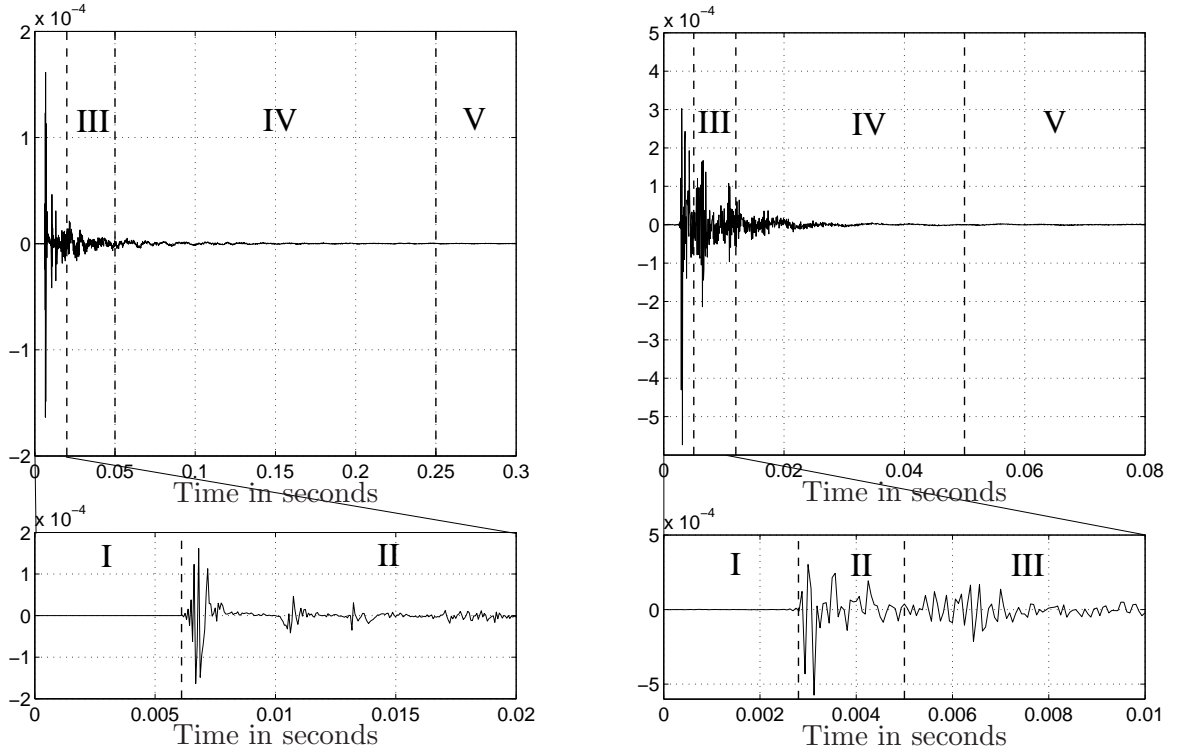 x 10−4
2
1
0
−1
−2
III
IV
V
0 0.05 0.1 0.15 0.2 0.25 0.3
Time in seconds
x 10−4
5
4
3
2
1
0
−1
−2
−3
−4
−5
III
IV
V
0 0.02 0.04 0.06 0.08
Time in seconds
x 10−4
2
1
0
−1
−2
I
II
0 0.005 0.01 0.015 0.02
Time in seconds
x 10−4
5
0
−5
I
II
III
0 0.002 0.004 0.006 0.008 0.01
Time in seconds